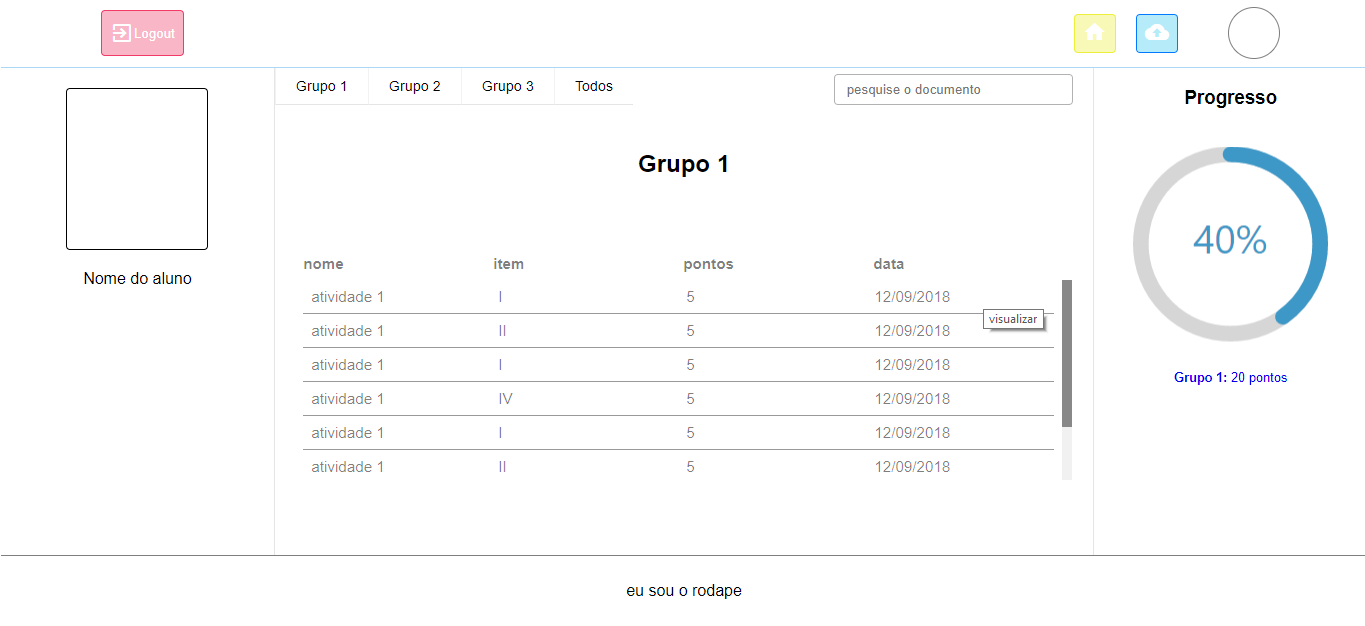 Logout
Grupo 1 Grupo 2 Grupo 3 Todos pesquise o documento
Progresso
Grupo 1
40%
nome item pontos data
atividade 1 I 5 12/09/2018
visualizar
atividade 1 II 5 12/09/2018
atividade 1 I 5 12/09/2018
atividade 1 IV 5 12/09/2018
atividade 1 I 5 12/09/2018
atividade 1 II 5 12/09/2018
Nome do aluno
Grupo 1: 20 pontos
eu sou o rodape